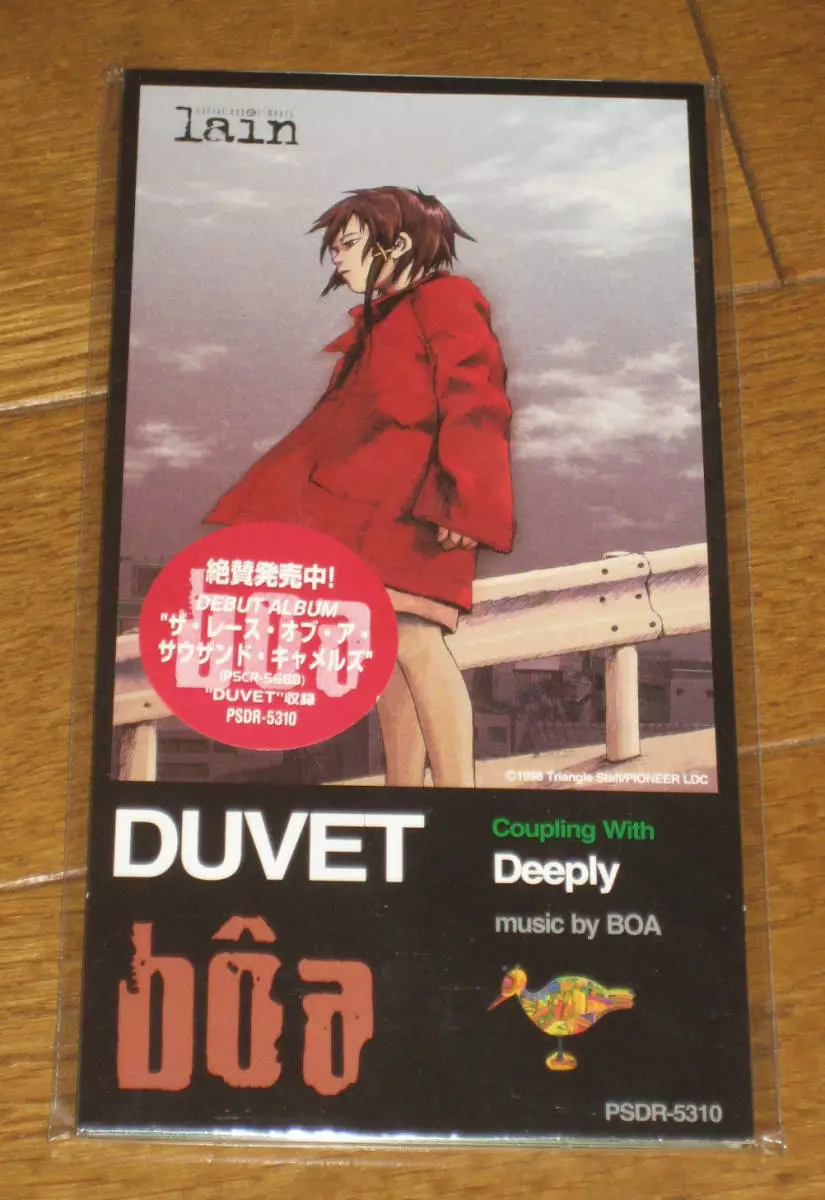 serial experiments
lain
絶賛発売中!
DEBUT ALBUM
"ザ・レース・オブ・ア・
サウザンド・キャメルズ"
"DUVET"収録
PSDR-5310
©1998 Triangle Staff/PIONEER LDC
DUVET
bôa
Coupling With
Deeply
music by BOA
PSDR-5310